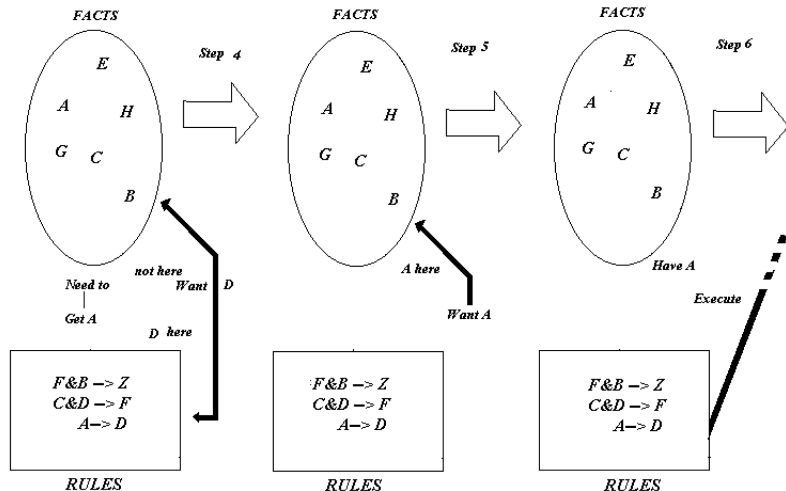 FACTS
E
A
H
G
C
B
Step 4
not here
Need to
Want D
Get A
D here
F&B --> Z
C&D --> F
A--> D
RULES
FACTS
E
A
H
G
C
B
Step 5
A here
Want A
F&B --> Z
C&D --> F
A--> D
RULES
FACTS
E
A
H
G
C
B
Step 6
Have A
Execute
F&B --> Z
C&D --> F
A--> D
RULES